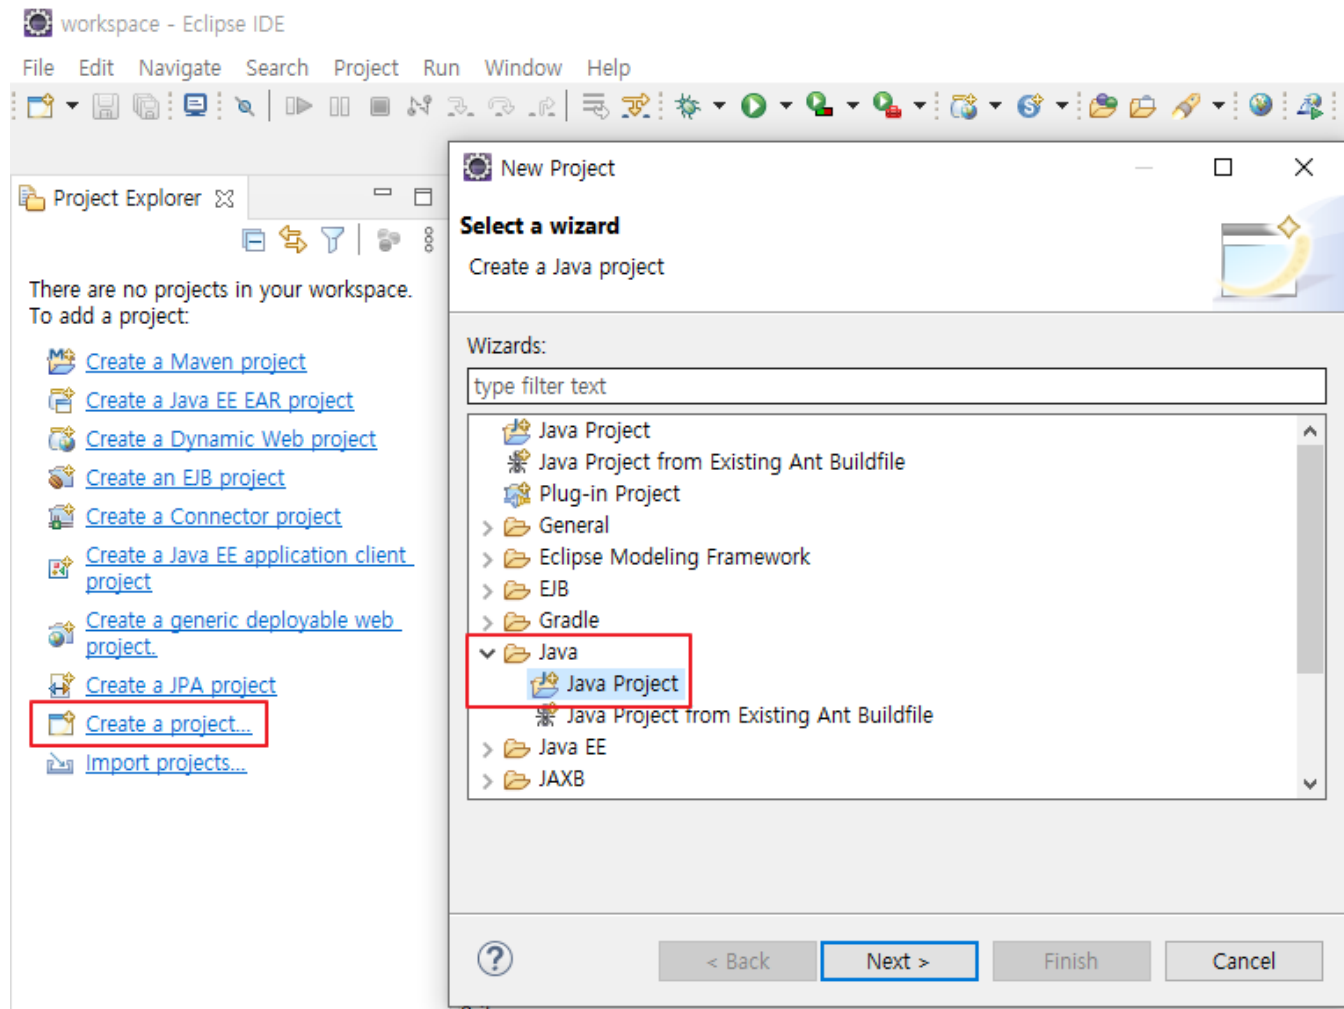 workspace - Eclipse IDE
File Edit Navigate Search Project Run Window Help
Project Explorer
There are no projects in your workspace.
To add a project:
Create a Maven project
Create a Java EE EAR project
Create a Dynamic Web project
Create an EJB project
Create a Connector project
Create a Java EE application client
project
Create a generic deployable web
project.
Create a JPA project
Create a project...
Import projects...
New Project
Select a wizard
Create a Java project
Wizards:
type filter text
Java Project
Java Project from Existing Ant Buildfile
Plug-in Project
General
Eclipse Modeling Framework
EJB
Gradle
Java
Java Project
Java Project from Existing Ant Buildfile
Java EE
JAXB
< Back
Next >
Finish
Cancel